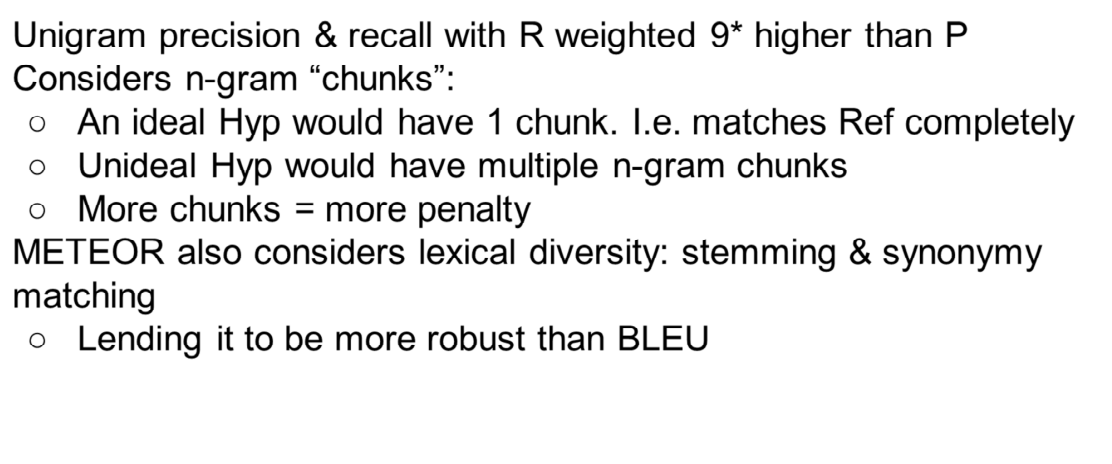 Unigram precision & recall with R weighted 9* higher than P
Considers n-gram “chunks”:
○ An ideal Hyp would have 1 chunk. I.e. matches Ref completely
○ Unideal Hyp would have multiple n-gram chunks
○ More chunks = more penalty
METEOR also considers lexical diversity: stemming & synonymy
matching
○ Lending it to be more robust than BLEU